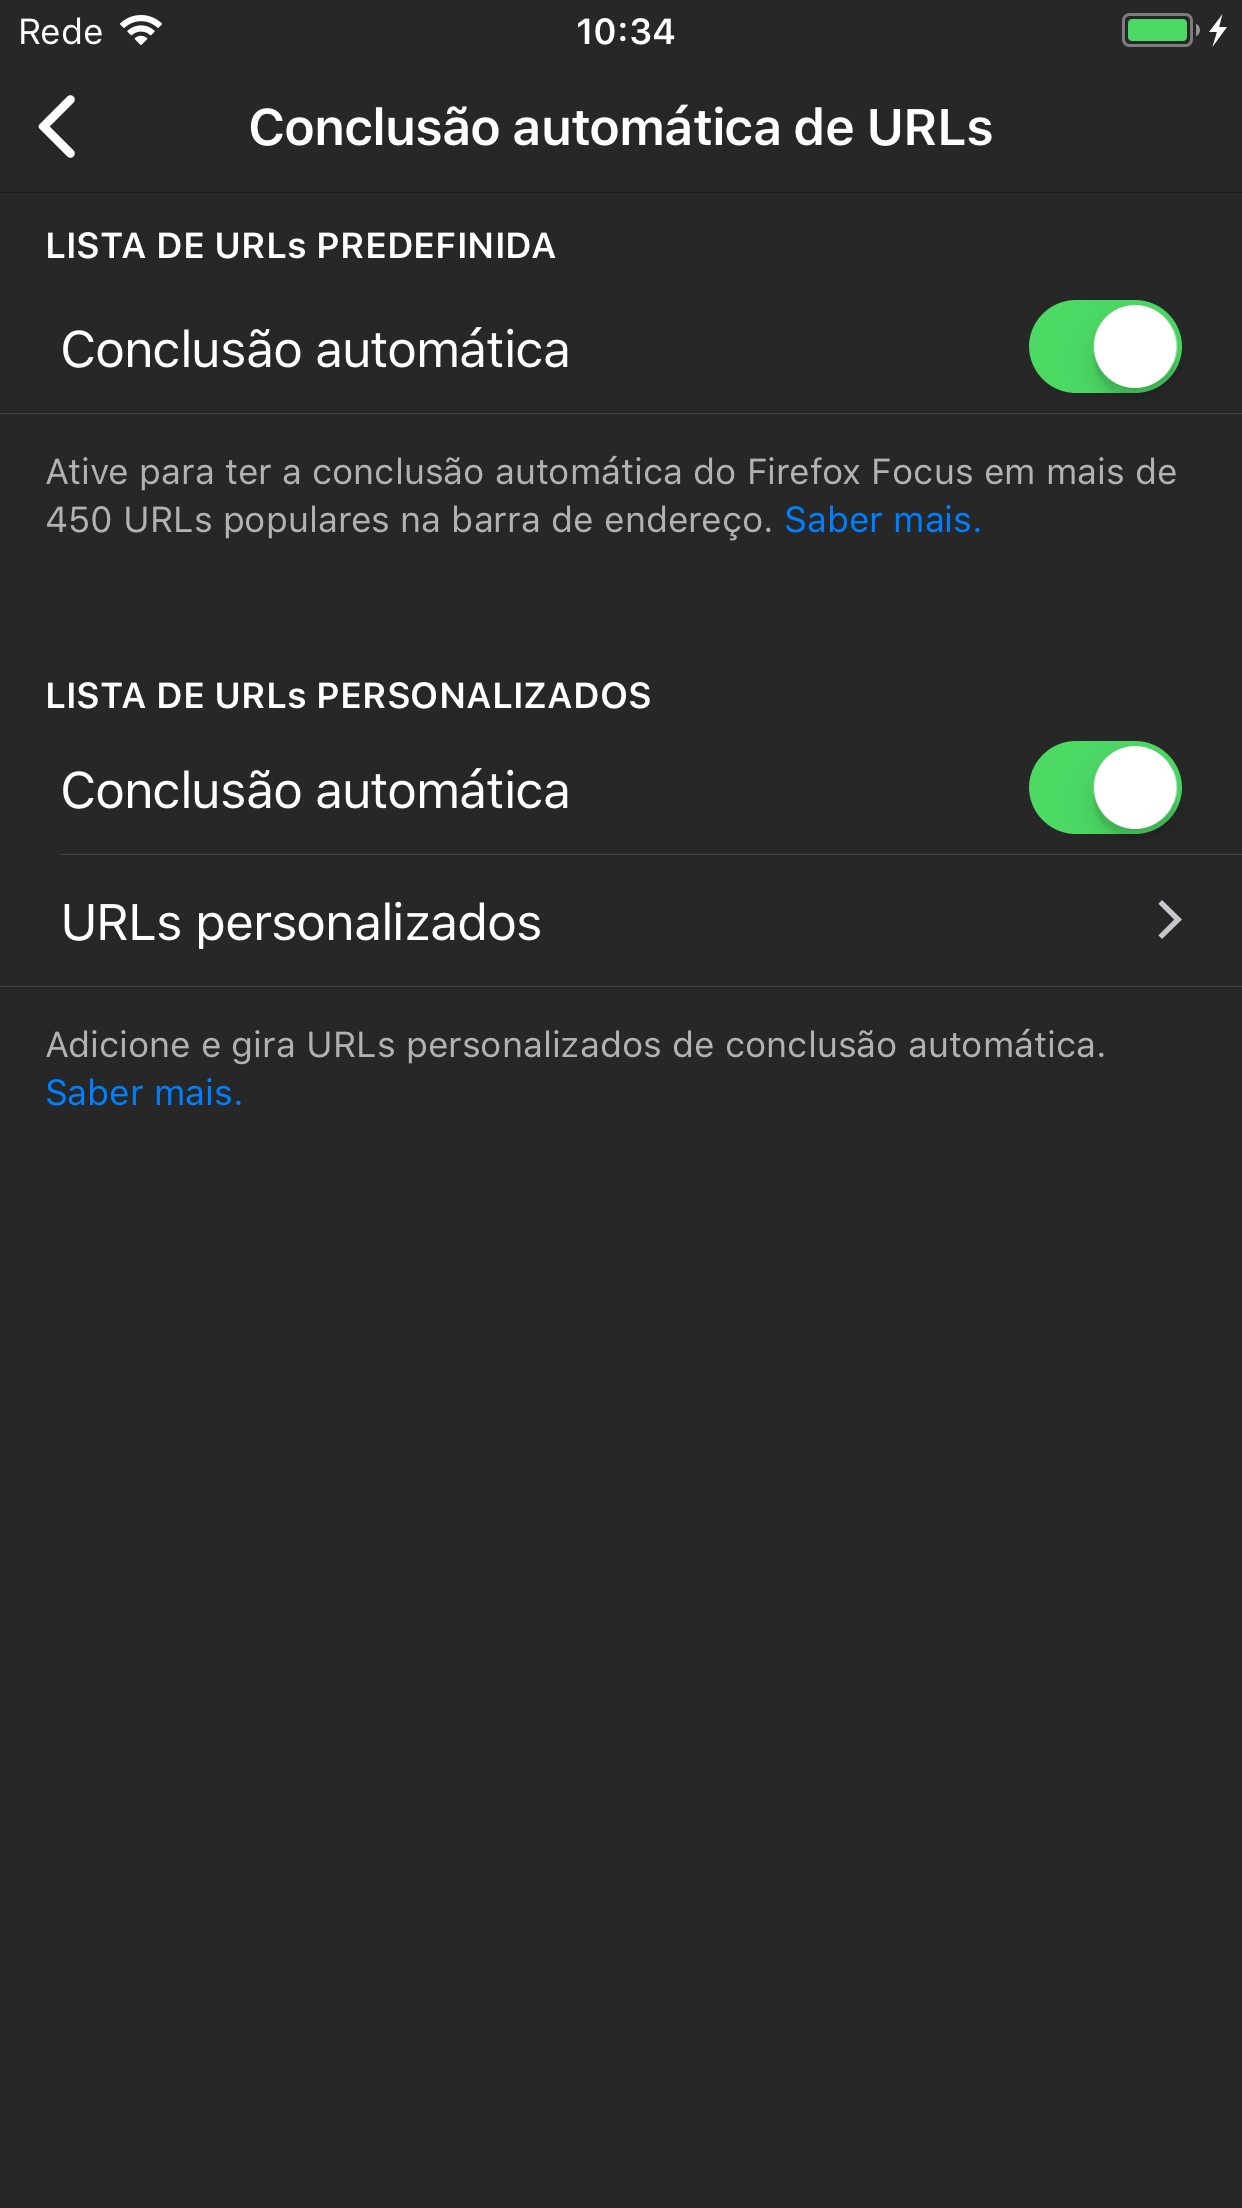 Rede
10:34
Conclusão automática de URLs
LISTA DE URLs PREDEFINIDA
Conclusão automática
Ative para ter a conclusão automática do Firefox Focus em mais de
450 URLs populares na barra de endereço. Saber mais.
LISTA DE URLs PERSONALIZADOS
Conclusão automática
URLs personalizados
Adicione e gira URLs personalizados de conclusão automática.
Saber mais.